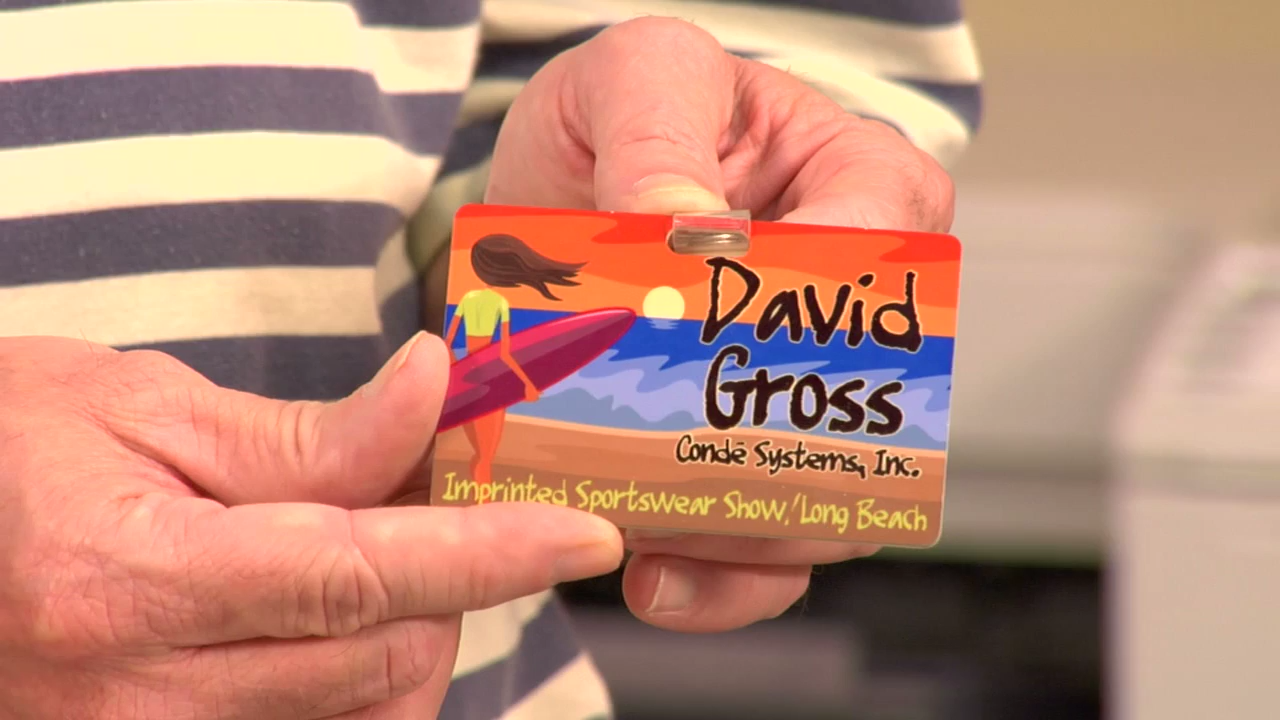 David
Gross
Condé Systems, Inc.
Imprinted Sportswear Show/Long Beach